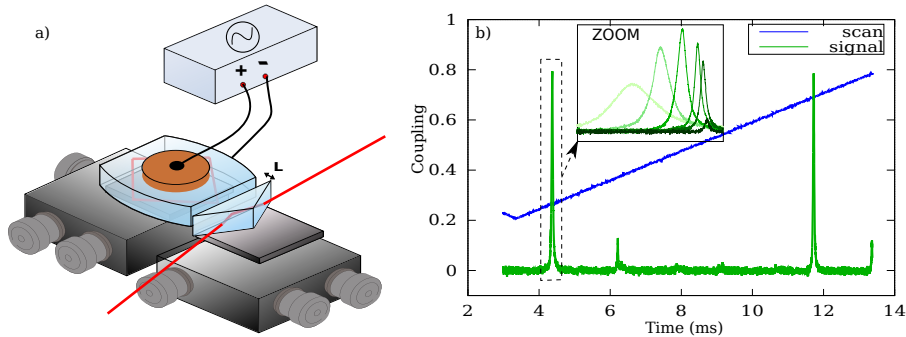 a)
+ -
L
b)
ZOOM
scan
signal
Coupling
1
0.8
0.6
0.4
0.2
0
2 4 6 8 10 12 14
Time (ms)